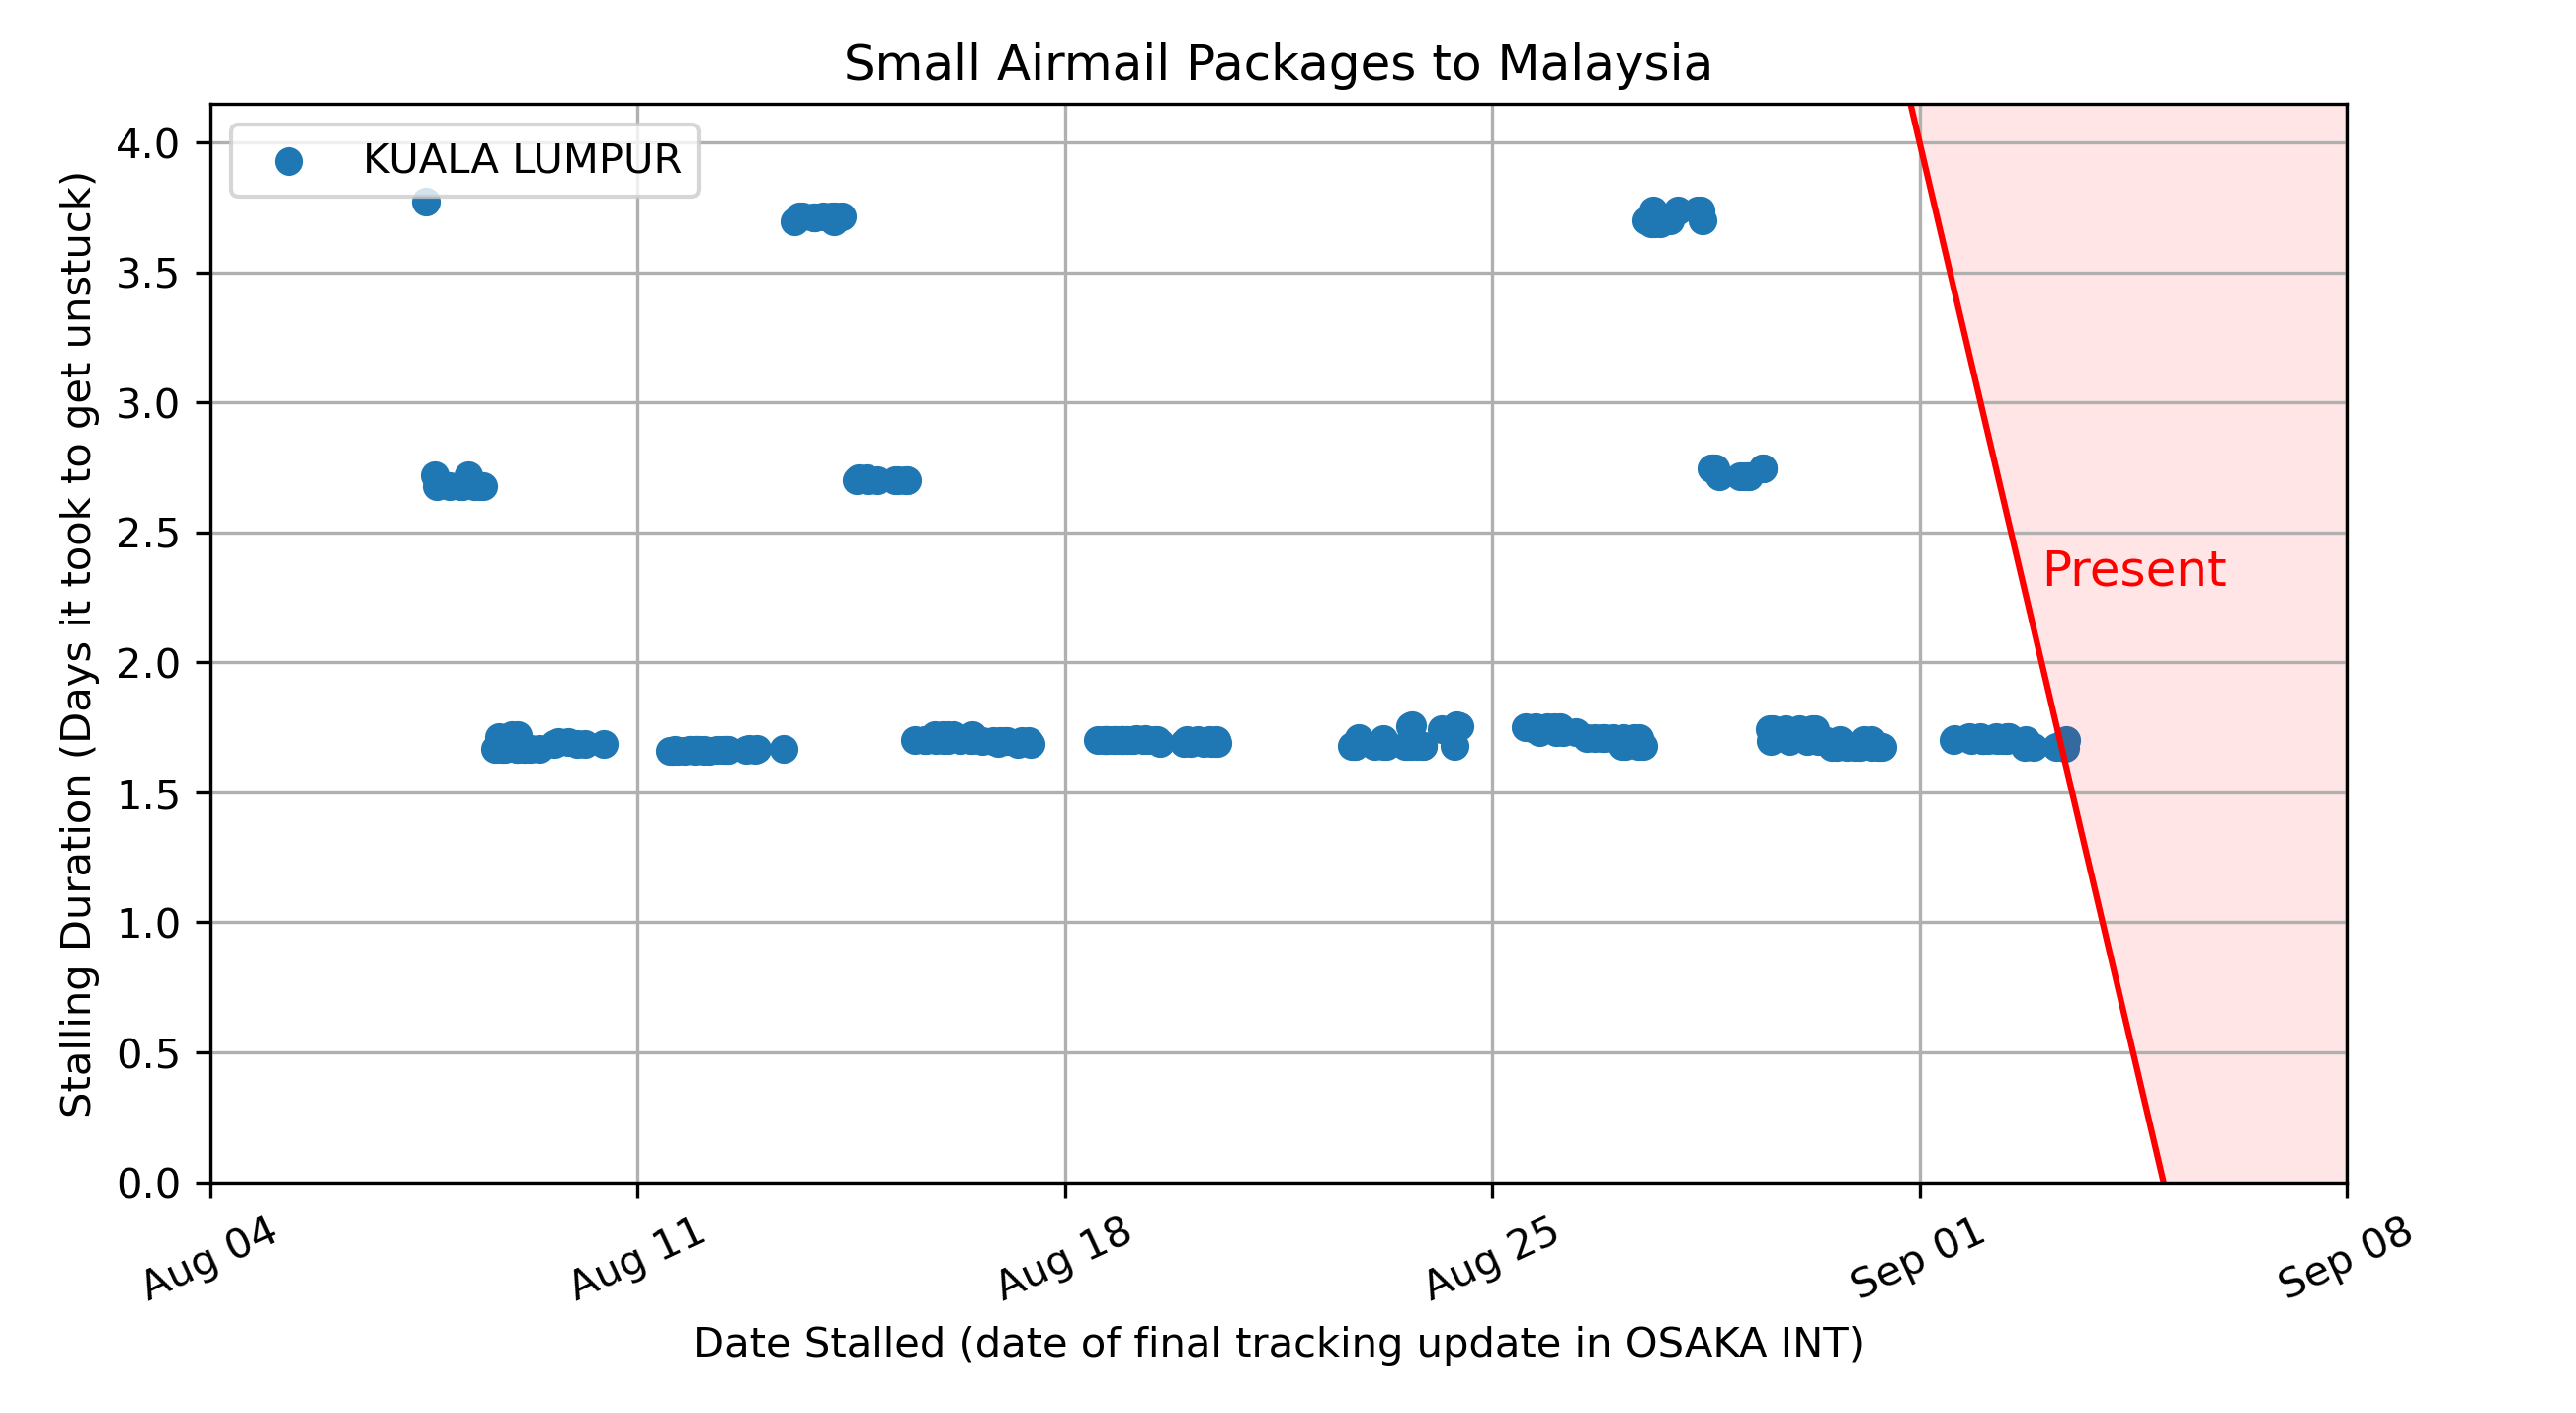 Small Airmail Packages to Malaysia
KUALA LUMPUR
4.0
3.5
3.0
2.5
2.0
1.5
1.0
0.5
0.0
Stalling Duration (Days it took to get unstuck)
Present
Aug 04
Aug 11
Aug 18
Aug 25
Sep 01
Sep 08
Date Stalled (date of final tracking update in OSAKA INT)